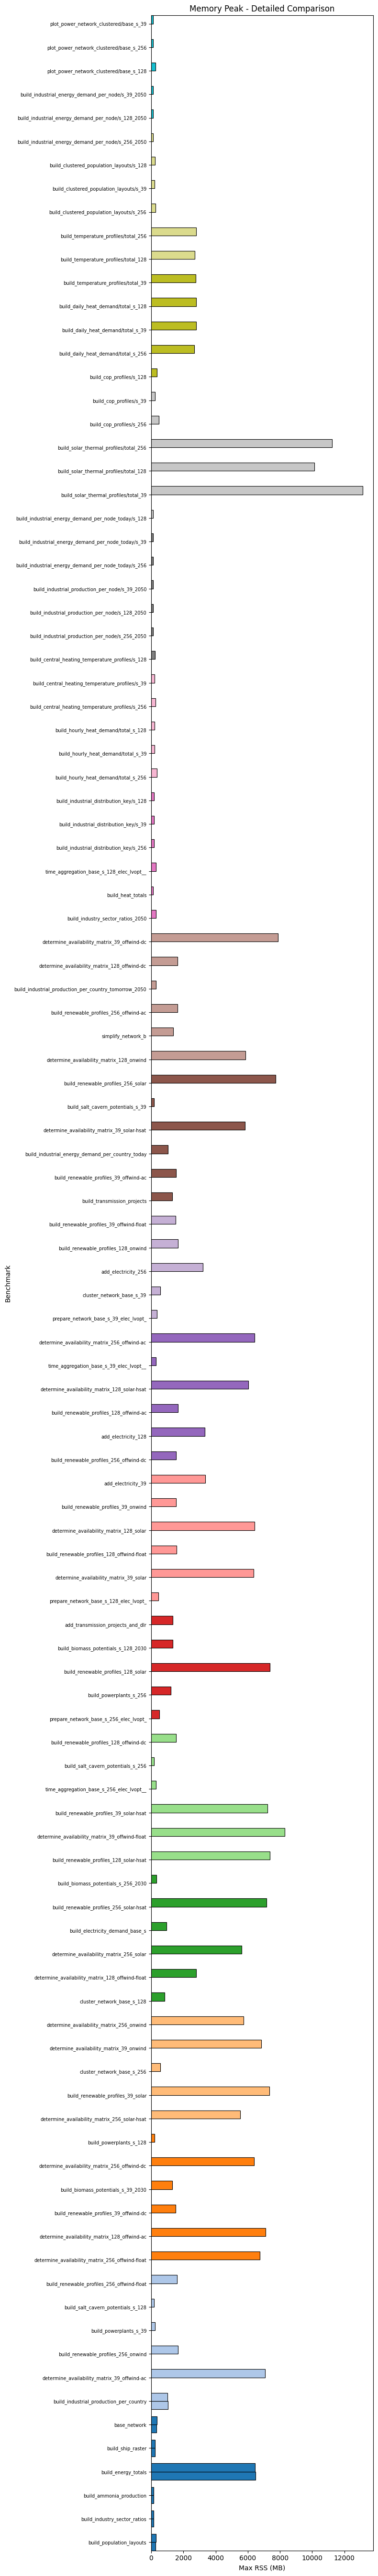 Memory Peak - Detailed Comparison
plot_power_network_clustered/base_s_39
plot_power_network_clustered/base_s_256
plot_power_network_clustered/base_s_128
build_industrial_energy_demand_per_node/s_39_2050
build_industrial_energy_demand_per_node/s_128_2050
build_industrial_energy_demand_per_node/s_256_2050
build_clustered_population_layouts/s_128
build_clustered_population_layouts/s_39
build_clustered_population_layouts/s_256
build_temperature_profiles/total_256
build_temperature_profiles/total_128
build_temperature_profiles/total_39
build_daily_heat_demand/total_s_128
build_daily_heat_demand/total_s_39
build_daily_heat_demand/total_s_256
build_cop_profiles/s_128
build_cop_profiles/s_39
build_cop_profiles/s_256
build_solar_thermal_profiles/total_256
build_solar_thermal_profiles/total_128
build_solar_thermal_profiles/total_39
build_industrial_energy_demand_per_node_today/s_128
build_industrial_energy_demand_per_node_today/s_39
build_industrial_energy_demand_per_node_today/s_256
build_industrial_production_per_node/s_39_2050
build_industrial_production_per_node/s_128_2050
build_industrial_production_per_node/s_256_2050
build_central_heating_temperature_profiles/s_128
build_central_heating_temperature_profiles/s_39
build_central_heating_temperature_profiles/s_256
build_hourly_heat_demand/total_s_128
build_hourly_heat_demand/total_s_39
build_hourly_heat_demand/total_s_256
build_industrial_distribution_key/s_128
build_industrial_distribution_key/s_39
build_industrial_distribution_key/s_256
time_aggregation_base_s_128_elec_lvopt__
build_heat_totals
build_industry_sector_ratios_2050
determine_availability_matrix_39_offwind-dc
determine_availability_matrix_128_offwind-dc
build_industrial_production_per_country_tomorrow_2050
build_renewable_profiles_256_offwind-ac
simplify_network_b
determine_availability_matrix_128_onwind
build_renewable_profiles_256_solar
build_salt_cavern_potentials_s_39
determine_availability_matrix_39_solar-hsat
build_industrial_energy_demand_per_country_today
build_renewable_profiles_39_offwind-ac
build_transmission_projects
build_renewable_profiles_39_offwind-float
build_renewable_profiles_128_onwind
add_electricity_256
cluster_network_base_s_39
prepare_network_base_s_39_elec_lvopt_
determine_availability_matrix_256_offwind-ac
time_aggregation_base_s_39_elec_lvopt__
determine_availability_matrix_128_solar-hsat
build_renewable_profiles_128_offwind-ac
add_electricity_128
build_renewable_profiles_256_offwind-dc
add_electricity_39
build_renewable_profiles_39_onwind
determine_availability_matrix_128_solar
build_renewable_profiles_128_offwind-float
determine_availability_matrix_39_solar
prepare_network_base_s_128_elec_lvopt_
add_transmission_projects_and_dlr
build_biomass_potentials_s_128_2030
build_renewable_profiles_128_solar
build_powerplants_s_256
prepare_network_base_s_256_elec_lvopt_
build_renewable_profiles_128_offwind-dc
build_salt_cavern_potentials_s_256
time_aggregation_base_s_256_elec_lvopt__
build_renewable_profiles_39_solar-hsat
determine_availability_matrix_39_offwind-float
build_renewable_profiles_128_solar-hsat
build_biomass_potentials_s_256_2030
build_renewable_profiles_256_solar-hsat
build_electricity_demand_base_s
determine_availability_matrix_256_solar
determine_availability_matrix_128_offwind-float
cluster_network_base_s_128
determine_availability_matrix_256_onwind
determine_availability_matrix_39_onwind
cluster_network_base_s_256
build_renewable_profiles_39_solar
determine_availability_matrix_256_solar-hsat
build_powerplants_s_128
determine_availability_matrix_256_offwind-dc
build_biomass_potentials_s_39_2030
build_renewable_profiles_39_offwind-dc
determine_availability_matrix_128_offwind-ac
determine_availability_matrix_256_offwind-float
build_renewable_profiles_256_offwind-float
build_salt_cavern_potentials_s_128
build_powerplants_s_39
build_renewable_profiles_256_onwind
determine_availability_matrix_39_offwind-ac
build_industrial_production_per_country
base_network
build_ship_raster
build_energy_totals
build_ammonia_production
build_industry_sector_ratios
build_population_layouts
Benchmark
0 2000 4000 6000 8000 10000 12000
Max RSS (MB)